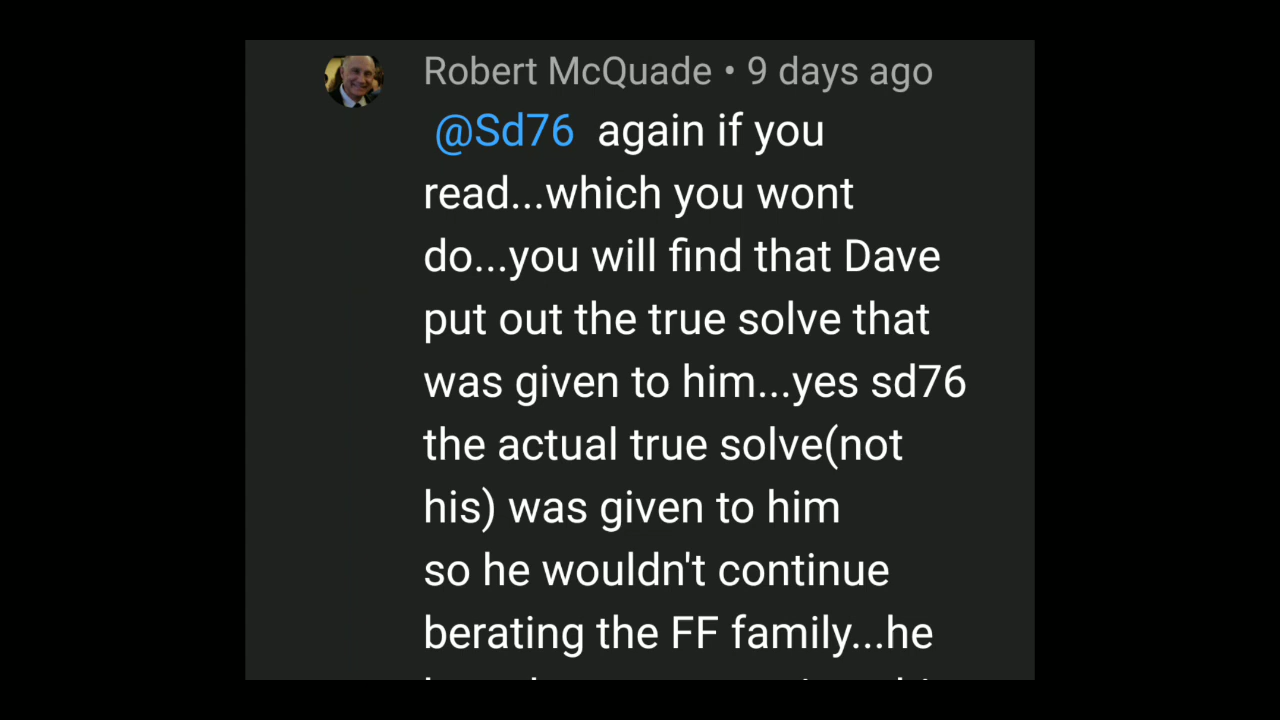 Robert McQuade • 9 days ago
@Sd76 again if you
read...which you wont
do...you will find that Dave
put out the true solve that
was given to him...yes sd76
the actual true solve(not
his) was given to him
so he wouldn't continue
berating the FF family...he